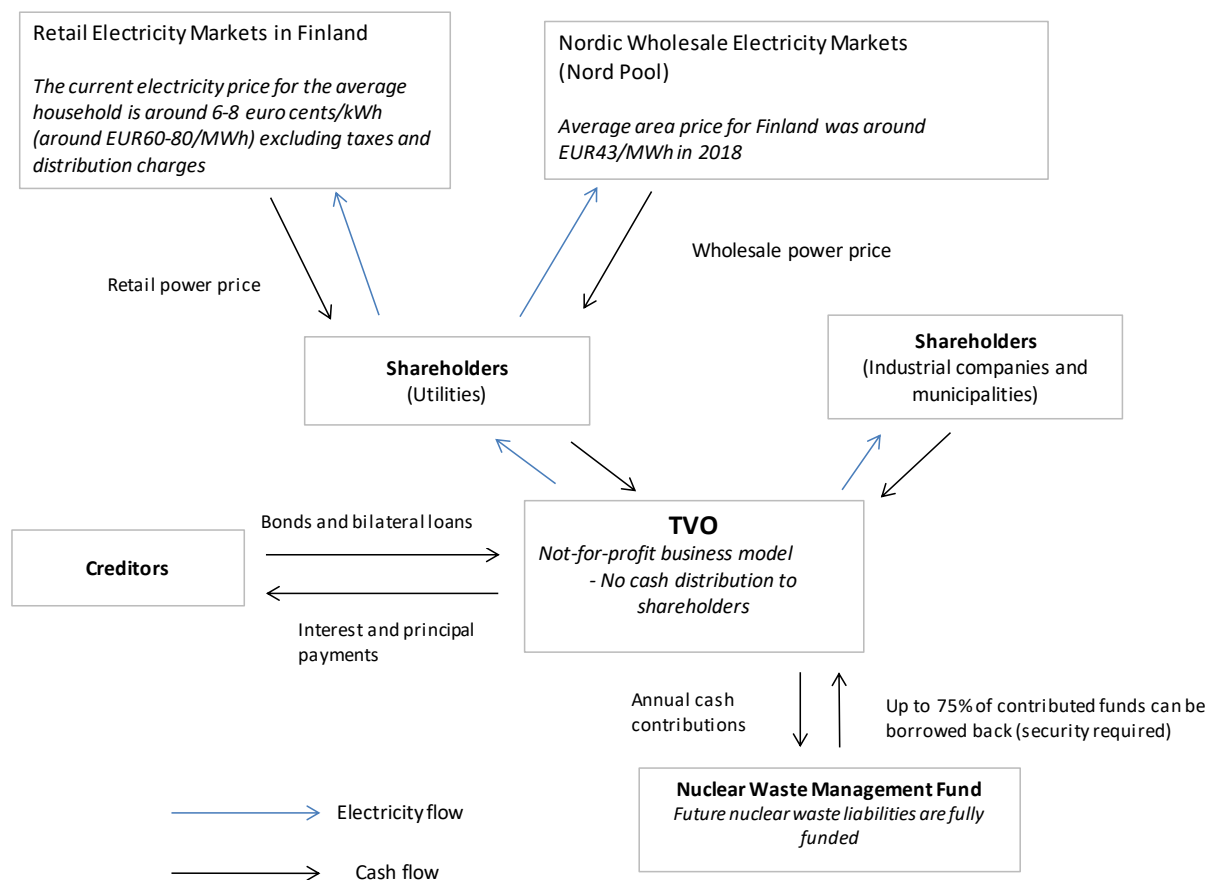 Retail Electricity Markets in Finland
The current electricity price for the average
household is around 6-8 euro cents/kWh
(around EUR60-80/MWh) excluding taxes and
distribution charges
Nordic Wholesale Electricity Markets
(Nord Pool)
Average area price for Finland was around
EUR43/MWh in 2018
Retail power price
Wholesale power price
Shareholders
(Utilities)
Shareholders
(Industrial companies and
municipalities)
Bonds and bilateral loans
Creditors
Interest and principal
payments
TVO
Not-for-profit business model
- No cash distribution to
shareholders
Annual cash
contributions
Up to 75% of contributed funds can be
borrowed back (security required)
Nuclear Waste Management Fund
Future nuclear waste liabilities are fully
funded
Electricity flow
Cash flow